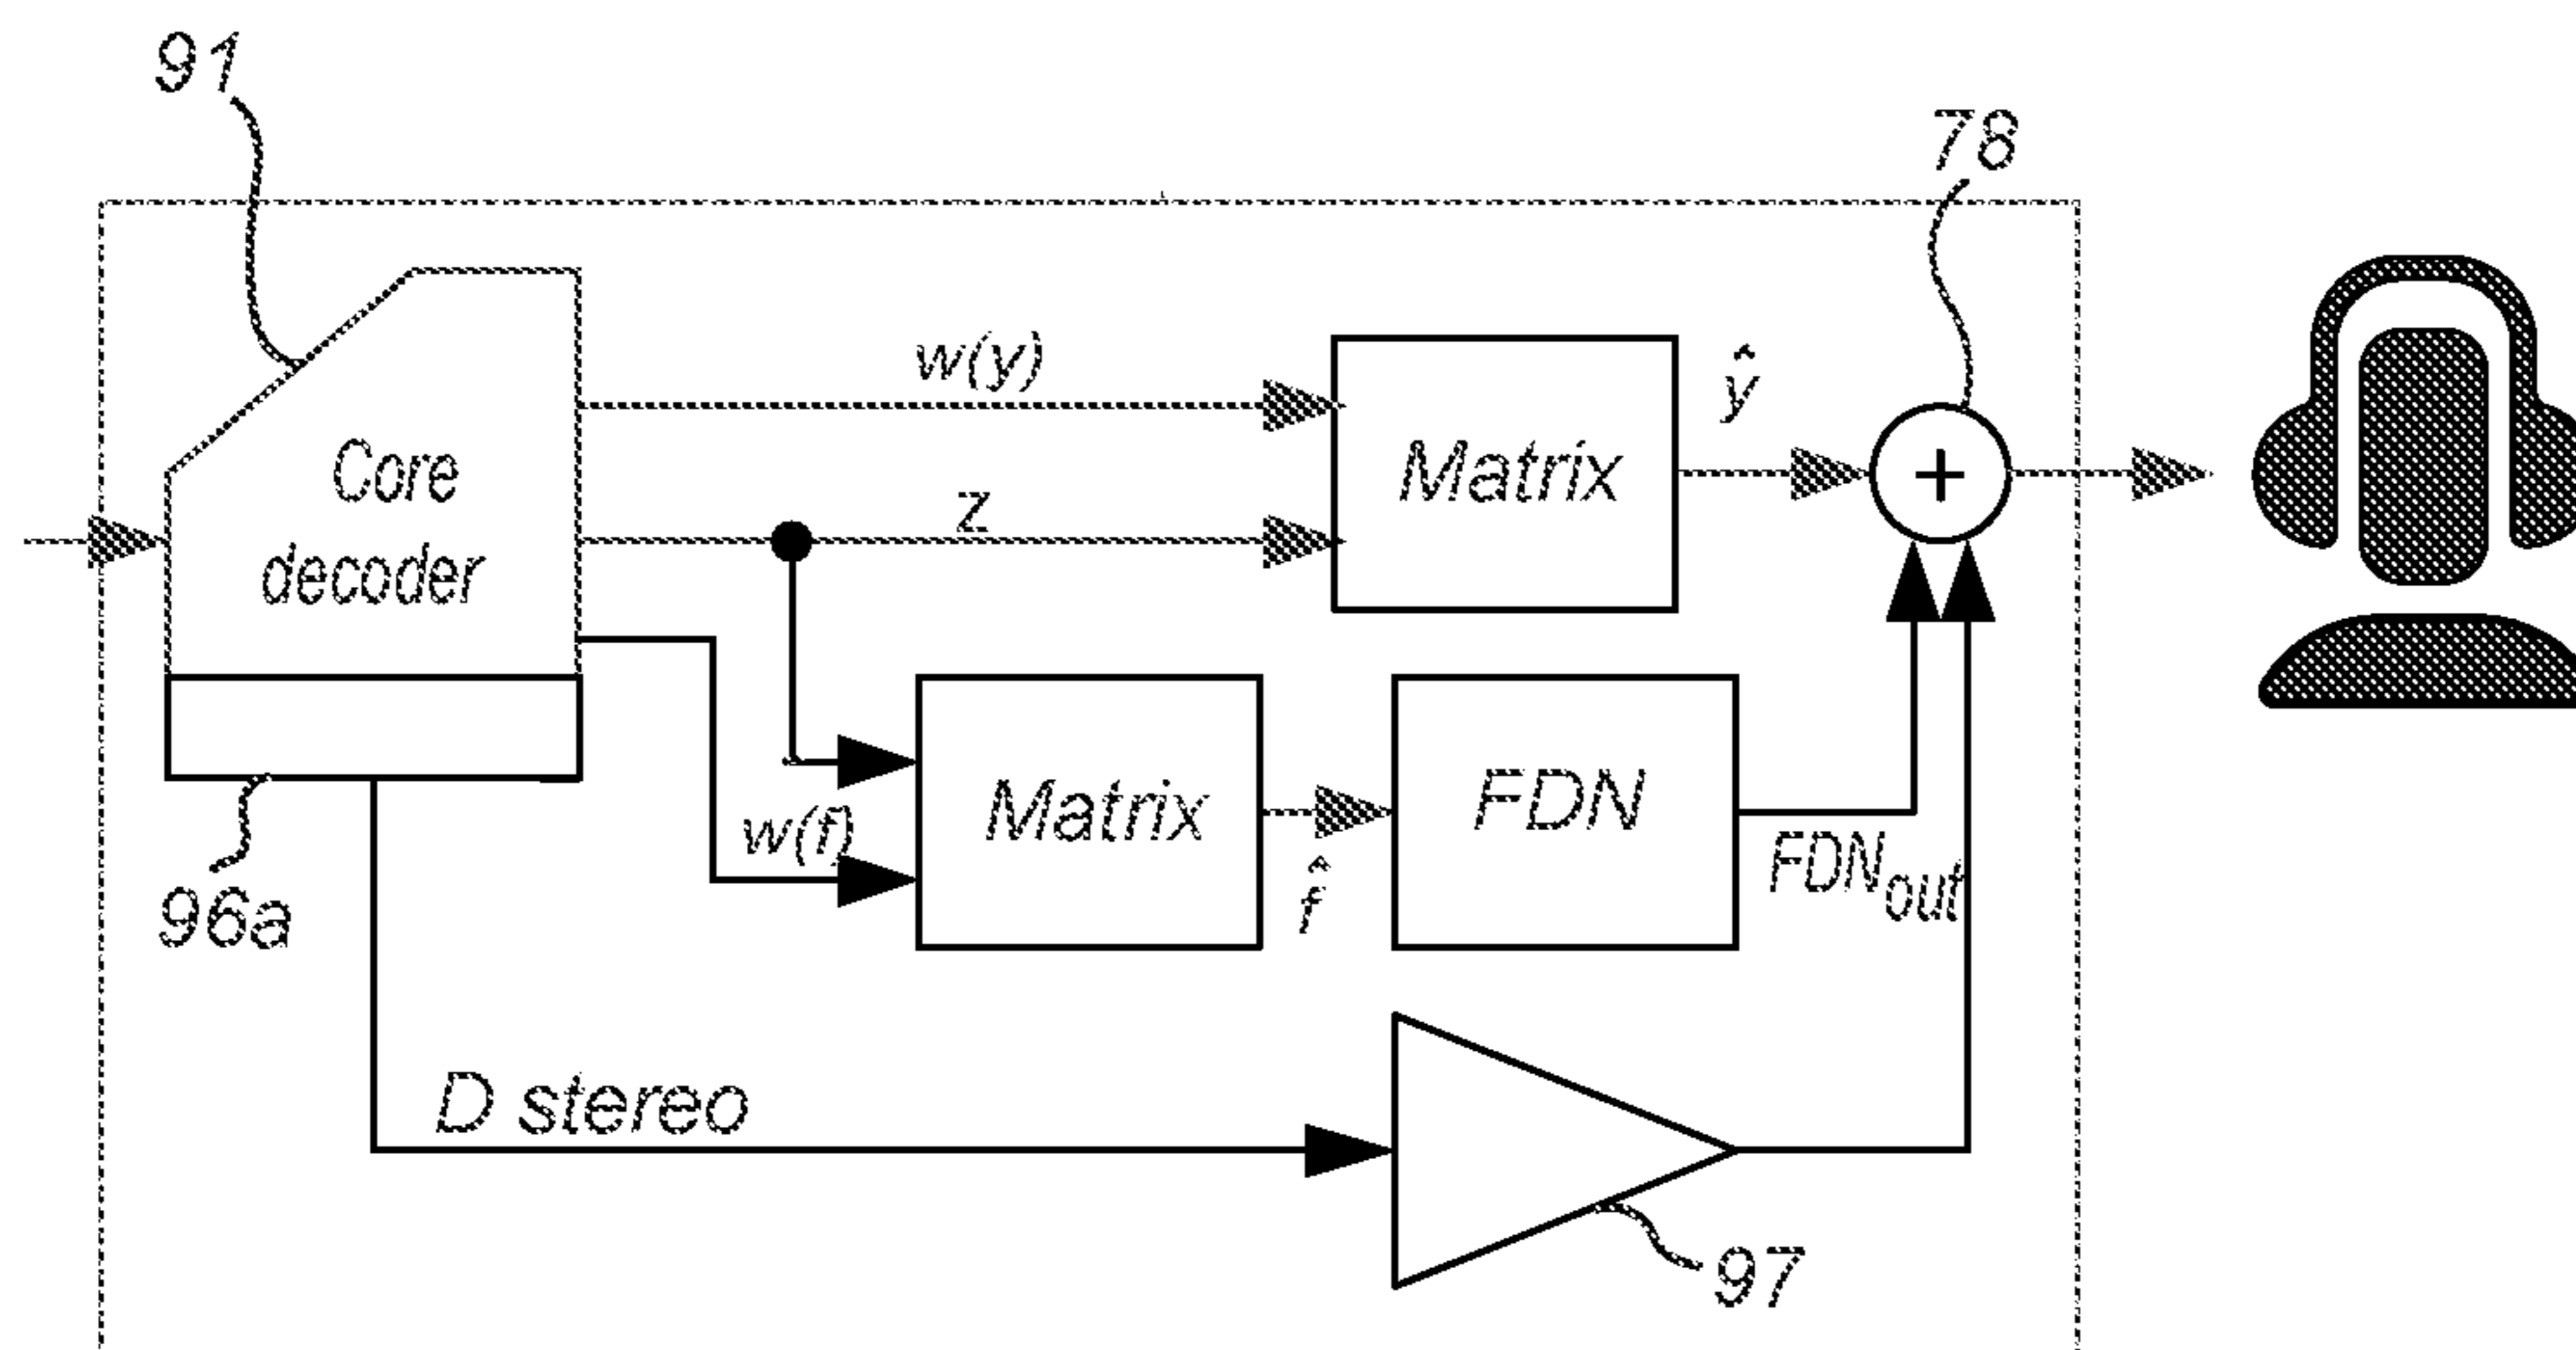 91
78
w(y)
ŷ
Core
decoder
z
Matrix
+
Matrix
FDN
w(f)
f̂
FDNout
96a
D stereo
97